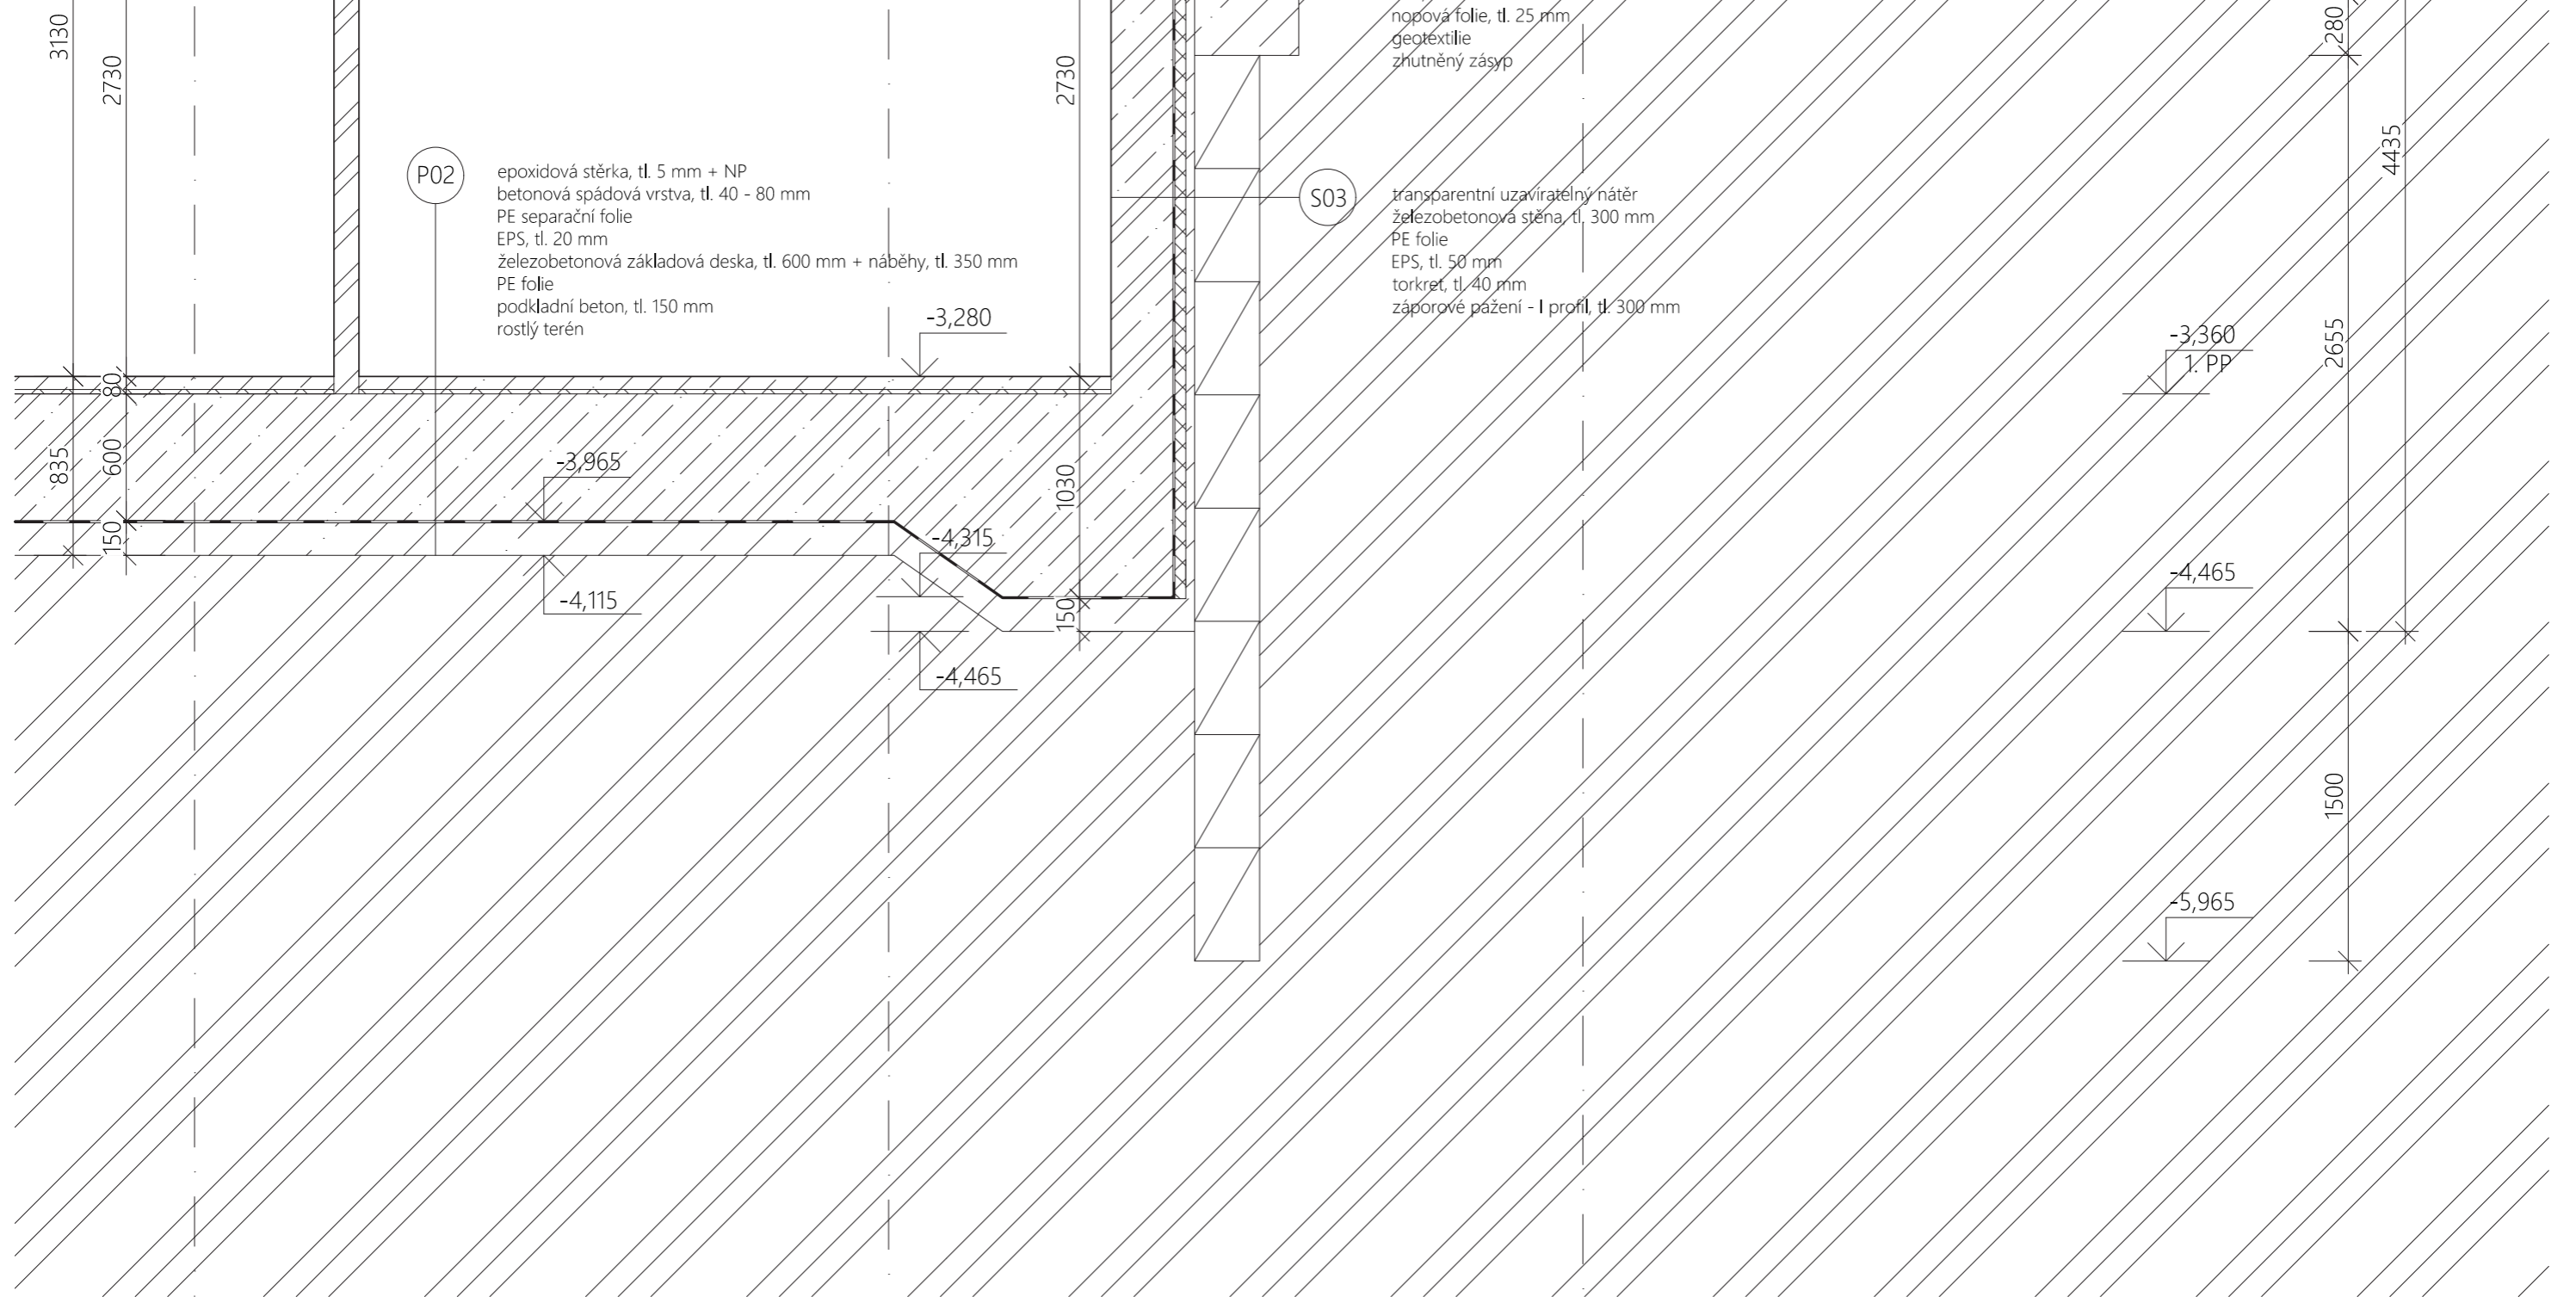 nopová folie, tl. 25 mm
geotextilie
zhutněný zásyp
3130
2730
2730
280
4435
P02
epoxidová stěrka, tl. 5 mm + NP
betonová spádová vrstva, tl. 40 - 80 mm
PE separační folie
EPS, tl. 20 mm
železobetonová základová deska, tl. 600 mm + náběhy, tl. 350 mm
PE folie
podkladní beton, tl. 150 mm
rostlý terén
S03
transparentní uzavíratelný nátěr
železobetonová stěna, tl. 300 mm
PE folie
EPS, tl. 50 mm
torkret, tl. 40 mm
záporové pažení - I profil, tl. 300 mm
-3,280
-3,360
1. PP
2655
80
600
835
150
-3,965
1030
-4,315
150
-4,115
-4,465
-4,465
1500
-5,965